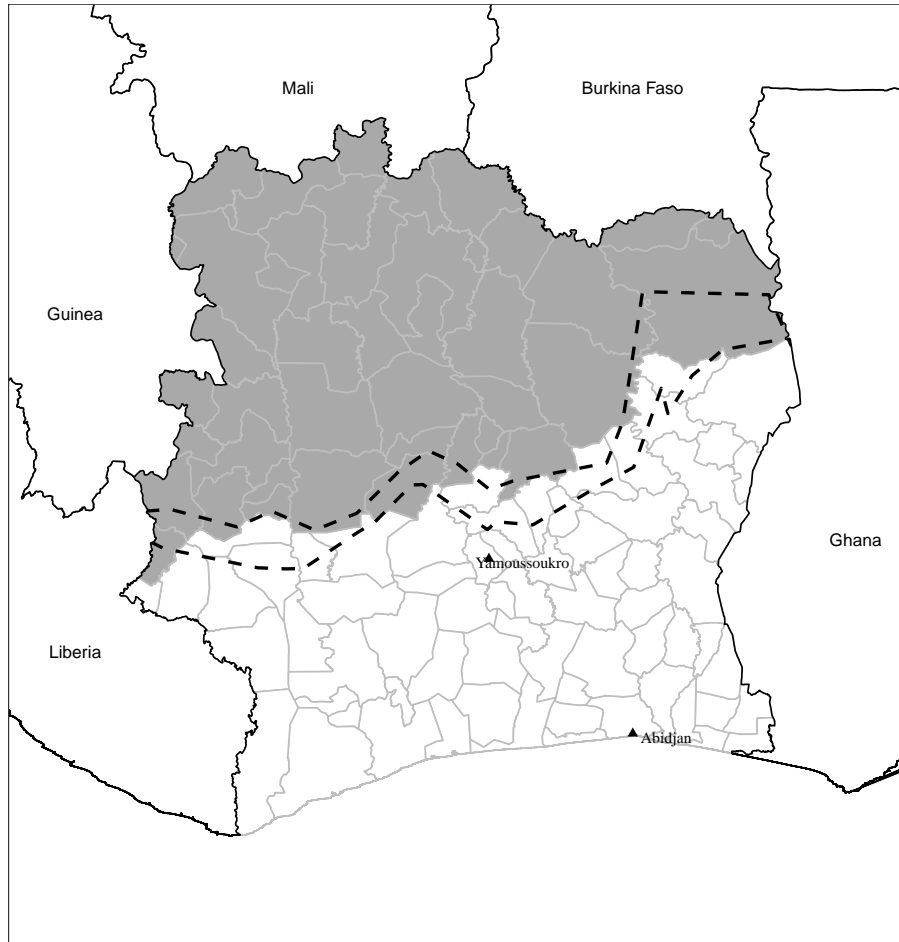 Mali
Burkina Faso
Guinea
Ghana
Yamoussoukro
Liberia
Abidjan